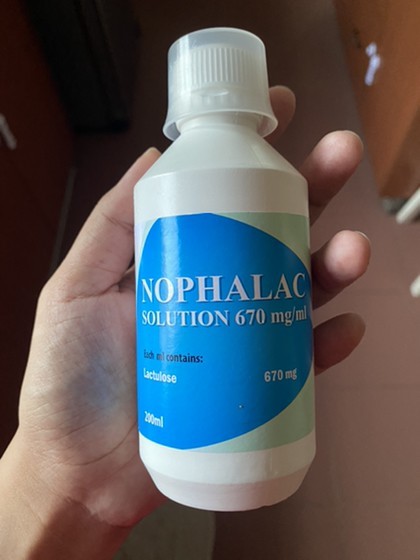 NOPHALAC
SOLUTION 670 mg/ml
Each ml contains:
Lactulose 670 mg
200ml